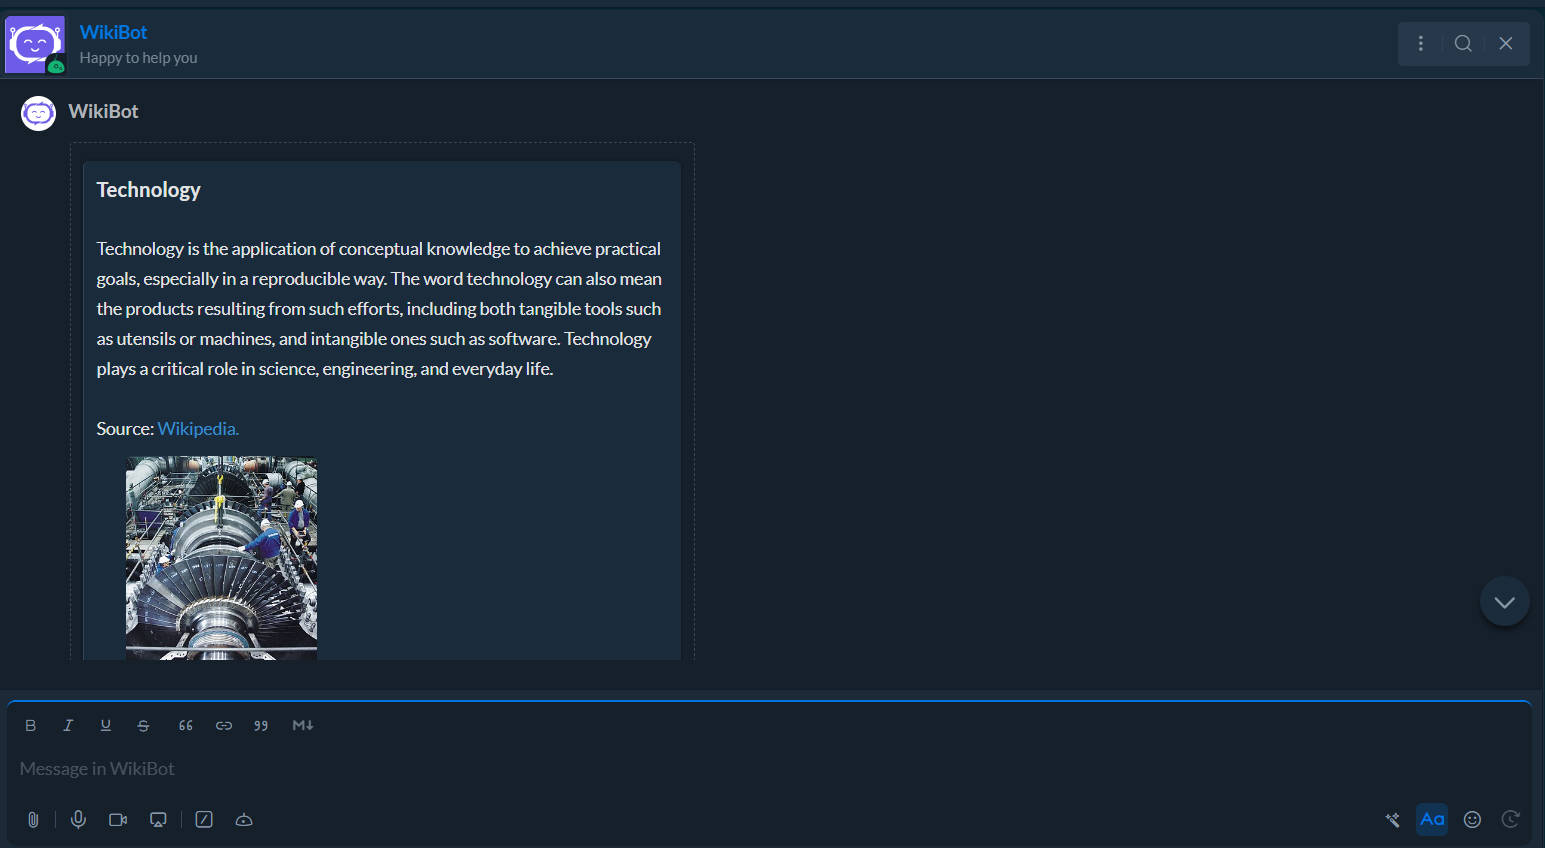 WikiBot
Happy to help you
WikiBot
Technology
Technology is the application of conceptual knowledge to achieve practical
goals, especially in a reproducible way. The word technology can also mean
the products resulting from such efforts, including both tangible tools such
as utensils or machines, and intangible ones such as software. Technology
plays a critical role in science, engineering, and everyday life.
Source: Wikipedia.
B I U S 66 99 M↓
Message in WikiBot
Aa